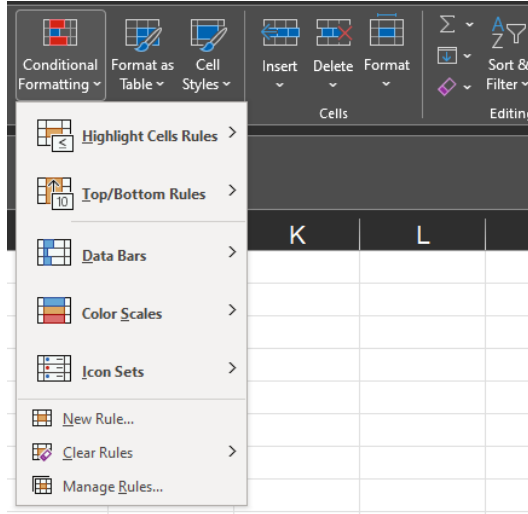 Conditional Formatting
Format as Table
Cell Styles
Insert
Delete
Format
Sort & Filter
Cells
Editin
Highlight Cells Rules
≤
Top/Bottom Rules
10
Data Bars
Color Scales
Icon Sets
New Rule...
Clear Rules
Manage Rules...
K
L